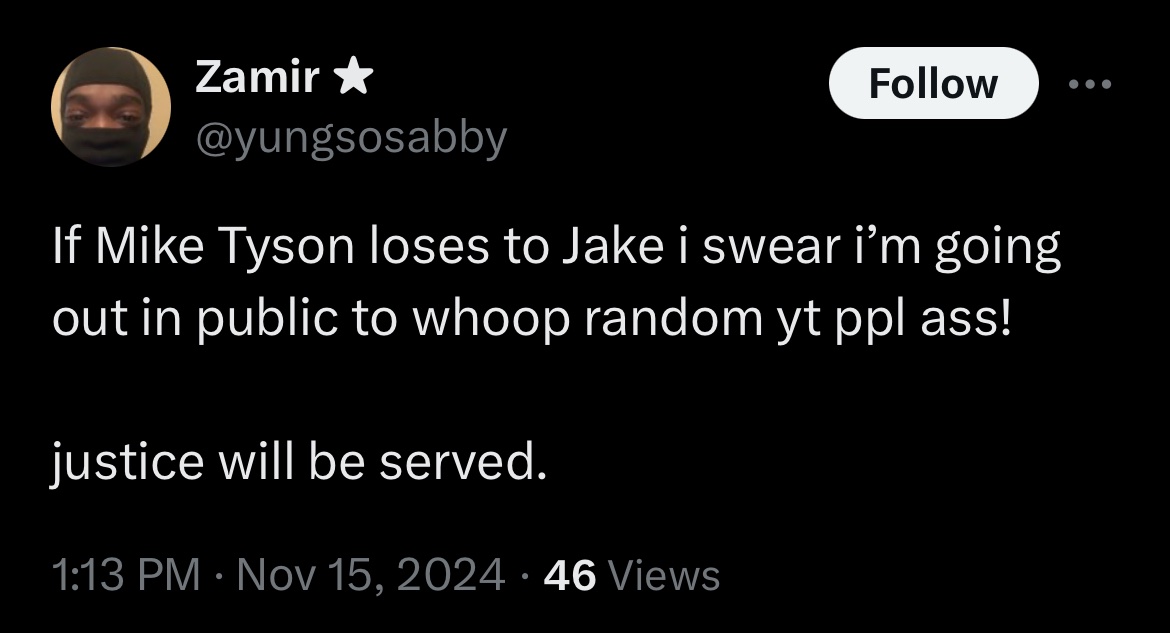 Zamir ★
Follow
@yungsosabby
If Mike Tyson loses to Jake i swear i’m going
out in public to whoop random yt ppl ass!
justice will be served.
1:13 PM · Nov 15, 2024 · 46 Views